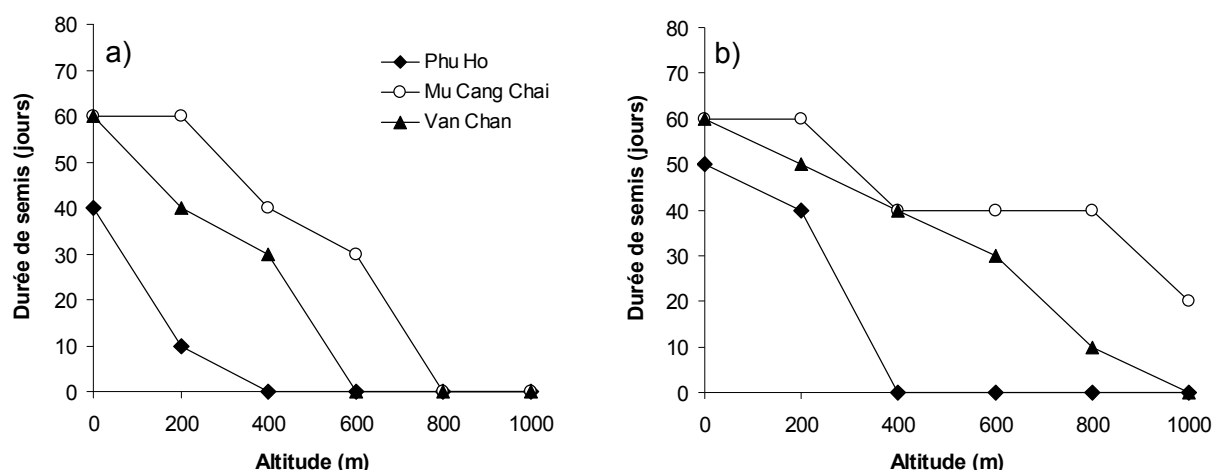 a)
Phu Ho
Mu Cang Chai
Van Chan
Durée de semis (jours)
80
70
60
50
40
30
20
10
0
0 200 400 600 800 1000
Altitude (m)
b)
Durée de semis (jours)
80
70
60
50
40
30
20
10
0
0 200 400 600 800 1000
Altitude (m)